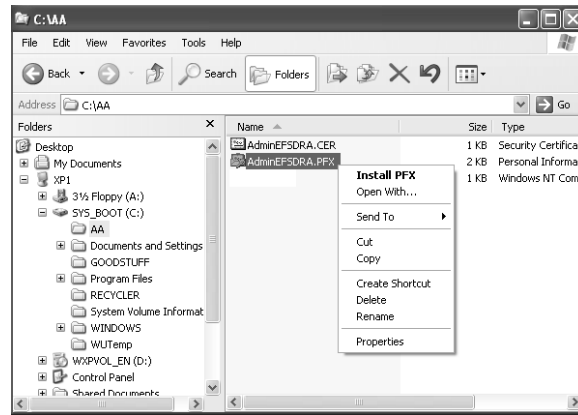 C:\AA
File Edit View Favorites Tools Help
Back Search Folders
Address C:\AA Go
Folders
Name Size Type
Desktop
My Documents
XP1
3½ Floppy (A:)
SYS_BOOT (C:)
AA
Documents and Settings
GOODSTUFF
Program Files
RECYCLER
System Volume Informat
WINDOWS
WUTemp
WXPVOL_EN (D:)
Control Panel
Shared Documents
AdminEFSDRA.CER 1 KB Security Certifica
AdminEFSDRA.PFX 2 KB Personal Informa
1 KB Windows NT Com
Install PFX
Open With...
Send To
Cut
Copy
Create Shortcut
Delete
Rename
Properties